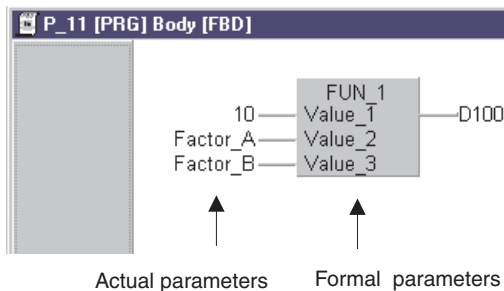 P_11 [PRG] Body [FBD]
FUN_1
10 Value_1 D100
Factor_A Value_2
Factor_B Value_3
Actual parameters Formal parameters